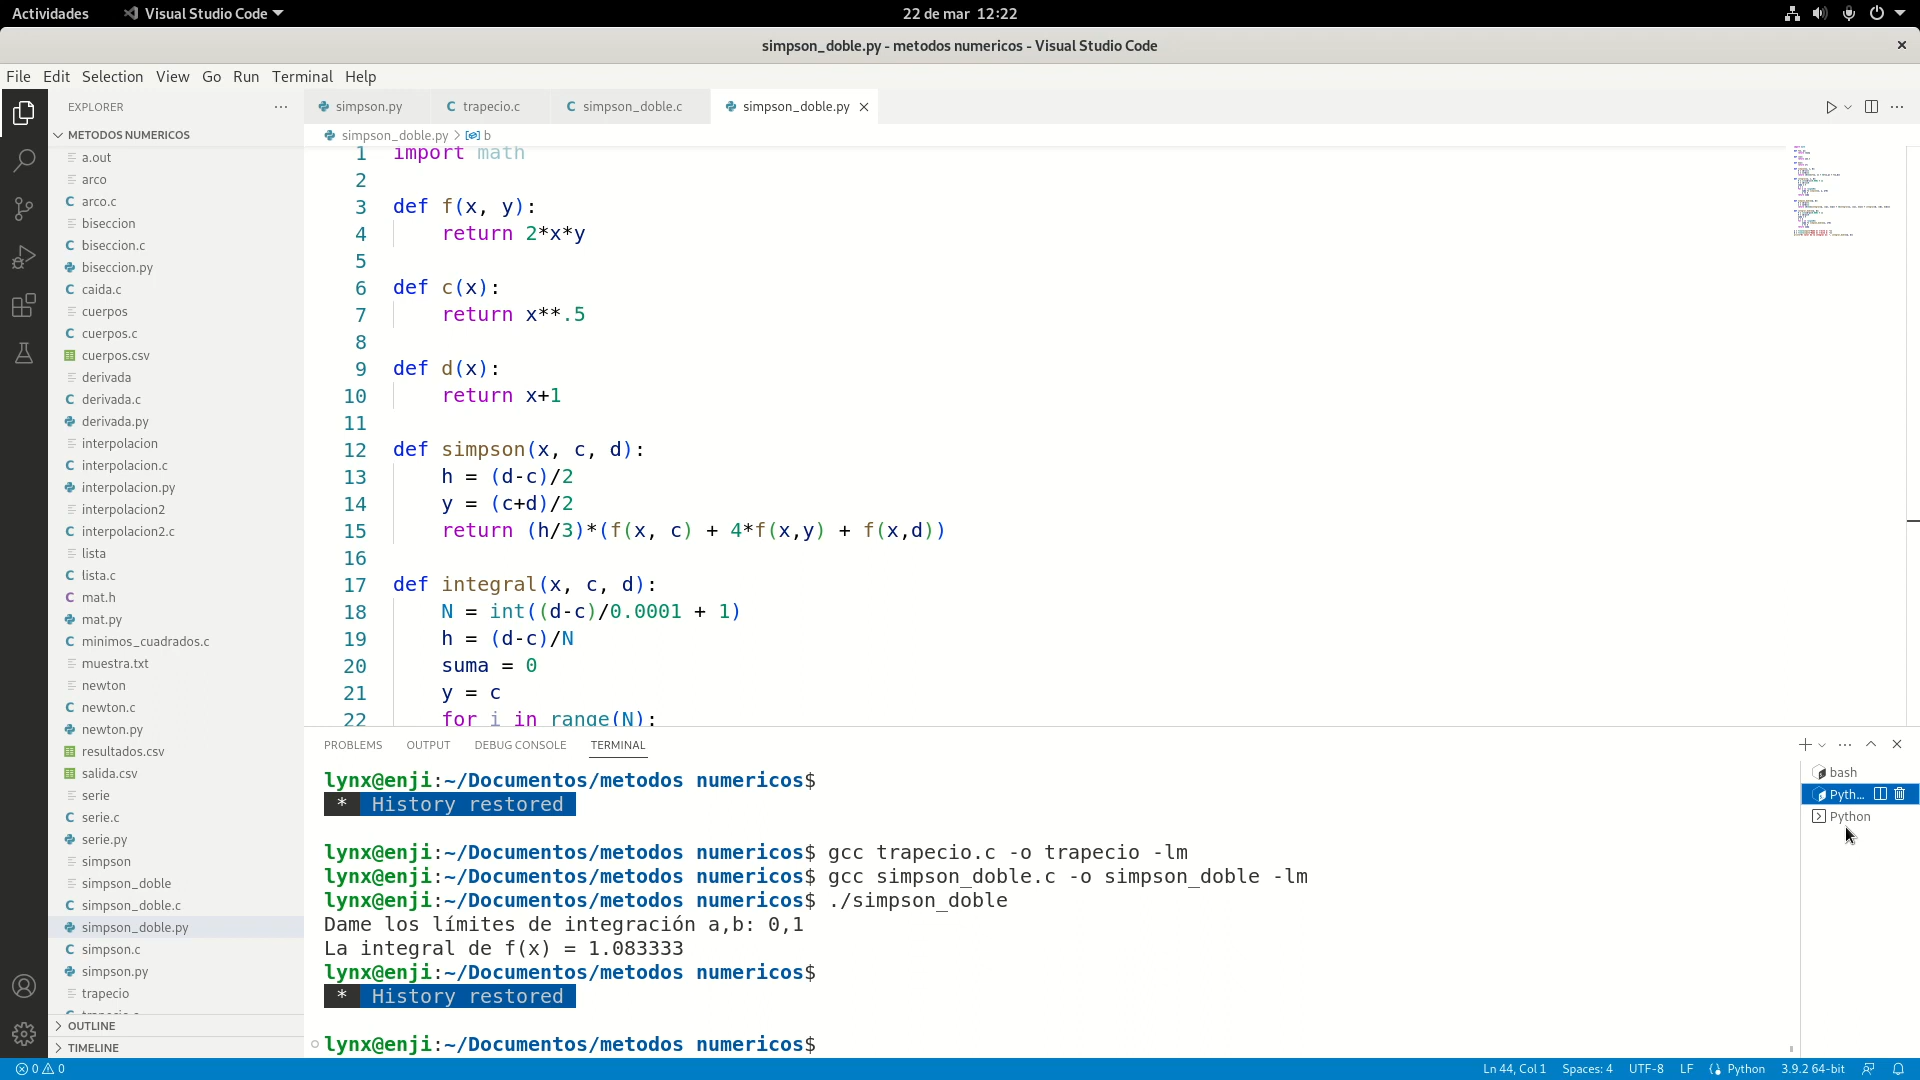 Actividades
Visual Studio Code
22 de mar 12:22
simpson_doble.py - metodos numericos - Visual Studio Code
File Edit Selection View Go Run Terminal Help
EXPLORER
METODOS NUMERICOS
a.out
arco
arco.c
biseccion
biseccion.c
biseccion.py
caida.c
cuerpos
cuerpos.c
cuerpos.csv
derivada
derivada.c
derivada.py
interpolacion
interpolacion.c
interpolacion.py
interpolacion2
interpolacion2.c
lista
lista.c
mat.h
mat.py
minimos_cuadrados.c
muestra.txt
newton
newton.c
newton.py
resultados.csv
salida.csv
serie
serie.c
serie.py
simpson
simpson_doble
simpson_doble.c
simpson_doble.py
simpson.c
simpson.py
trapecio
OUTLINE
TIMELINE
simpson.py
trapecio.c
simpson_doble.c
simpson_doble.py
simpson_doble.py > b
1 import math
2
3 def f(x, y):
4 return 2*x*y
5
6 def c(x):
7 return x**.5
8
9 def d(x):
10 return x+1
11
12 def simpson(x, c, d):
13 h = (d-c)/2
14 y = (c+d)/2
15 return (h/3)*(f(x, c) + 4*f(x,y) + f(x,d))
16
17 def integral(x, c, d):
18 N = int((d-c)/0.0001 + 1)
19 h = (d-c)/N
20 suma = 0
21 y = c
22 for i in range(N):
PROBLEMS OUTPUT DEBUG CONSOLE TERMINAL
lynx@enji:~/Documentos/metodos numericos$
* History restored
lynx@enji:~/Documentos/metodos numericos$ gcc trapecio.c -o trapecio -lm
lynx@enji:~/Documentos/metodos numericos$ gcc simpson_doble.c -o simpson_doble -lm
lynx@enji:~/Documentos/metodos numericos$ ./simpson_doble
Dame los límites de integración a,b: 0,1
La integral de f(x) = 1.083333
lynx@enji:~/Documentos/metodos numericos$
* History restored
lynx@enji:~/Documentos/metodos numericos$
bash
Pyth...
Python
0 0
Ln 44, Col 1
Spaces: 4
UTF-8
LF
Python
3.9.2 64-bit